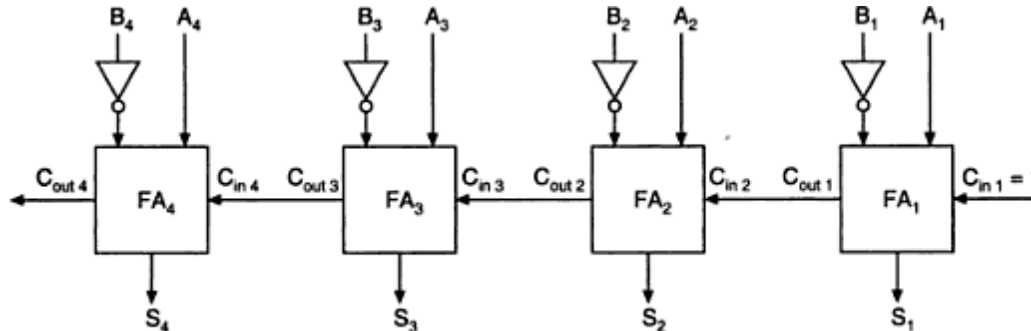 B4 A4 B3 A3 B2 A2 B1 A1
Cout 4 Cin 4 Cout 3 Cin 3 Cout 2 Cin 2 Cout 1 Cin 1 =
FA4 FA3 FA2 FA1
S4 S3 S2 S1